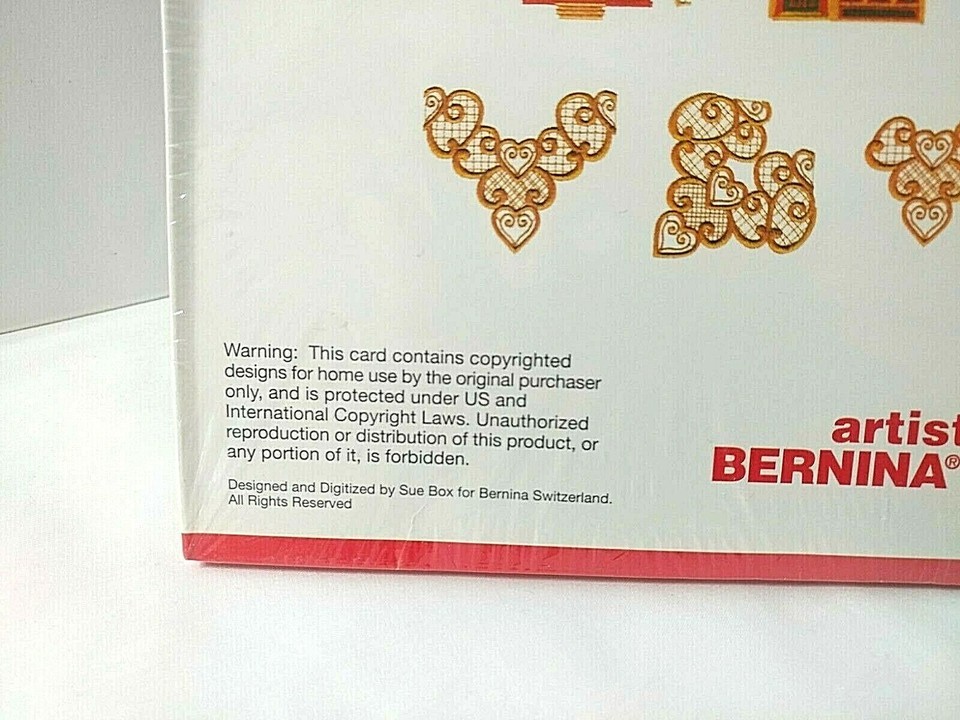 Warning: This card contains copyrighted
designs for home use by the original purchaser
only, and is protected under US and
International Copyright Laws. Unauthorized
reproduction or distribution of this product, or
any portion of it, is forbidden.
Designed and Digitized by Sue Box for Bernina Switzerland.
All Rights Reserved
artist
BERNINA®